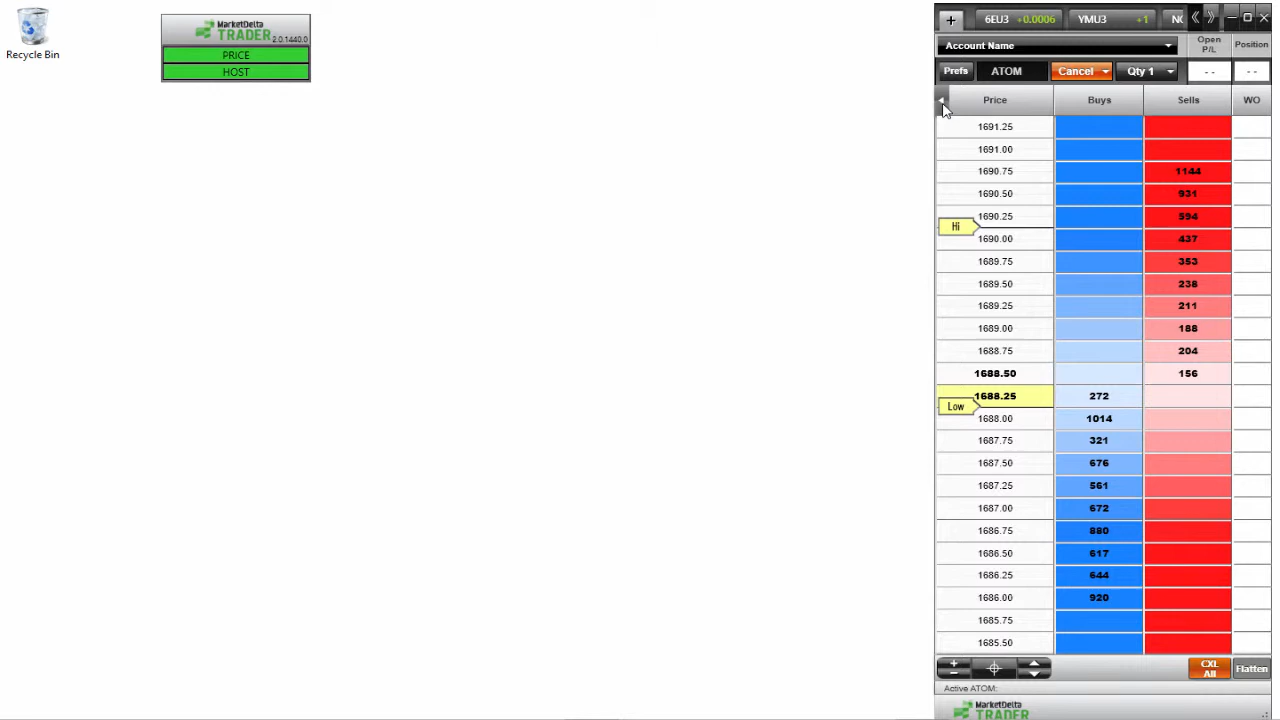 Recycle Bin
MarketDelta
TRADER 2.0.1440.0
PRICE
HOST
+ 6EU3 +0.0006 YMU3 +1 NC
Account Name Open P/L Position
Prefs ATOM Cancel Qty 1 -- --
Price Buys Sells WO
1691.25
1691.00
1690.75 1144
1690.50 931
1690.25 594
Hi
1690.00 437
1689.75 353
1689.50 238
1689.25 211
1689.00 188
1688.75 204
1688.50 156
1688.25 272
Low
1688.00 1014
1687.75 321
1687.50 676
1687.25 561
1687.00 672
1686.75 880
1686.50 617
1686.25 644
1686.00 920
1685.75
1685.50
CXL All Flatten
Active ATOM:
MarketDelta
TRADER